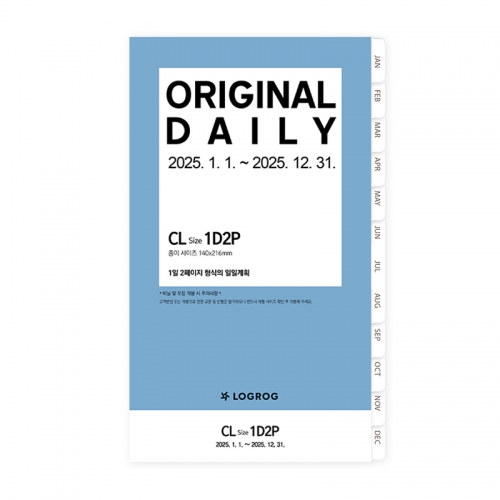 ORIGINAL
DAILY
2025. 1. 1. ~ 2025. 12. 31.
CL Size 1D2P
종이 사이즈 140x216mm
1일 2페이지 형식의 일일계획
LOGROG
CL Size 1D2P
2025. 1. 1. ~ 2025. 12. 31.
JAN
FEB
MAR
APR
MAY
JUN
JUL
AUG
SEP
OCT
NOV
DEC